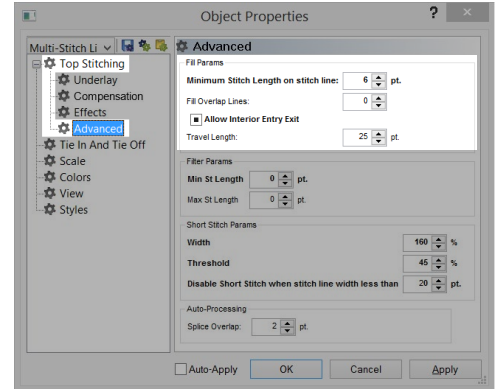 Object Properties
?
Multi-Stitch Li
Top Stitching
Underlay
Compensation
Effects
Advanced
Tie In And Tie Off
Scale
Colors
View
Styles
Advanced
Fill Params
Minimum Stitch Length on stitch line: 6 pt.
Fill Overlap Lines: 0
Allow Interior Entry Exit
Travel Length: 25 pt.
Filter Params
Min St Length 0 pt.
Max St Length 0 pt.
Short Stitch Params
Width 160 %
Threshold 45 %
Disable Short Stitch when stitch line width less than 20 pt.
Auto-Processing
Splice Overlap: 2 pt.
Auto-Apply OK Cancel Apply